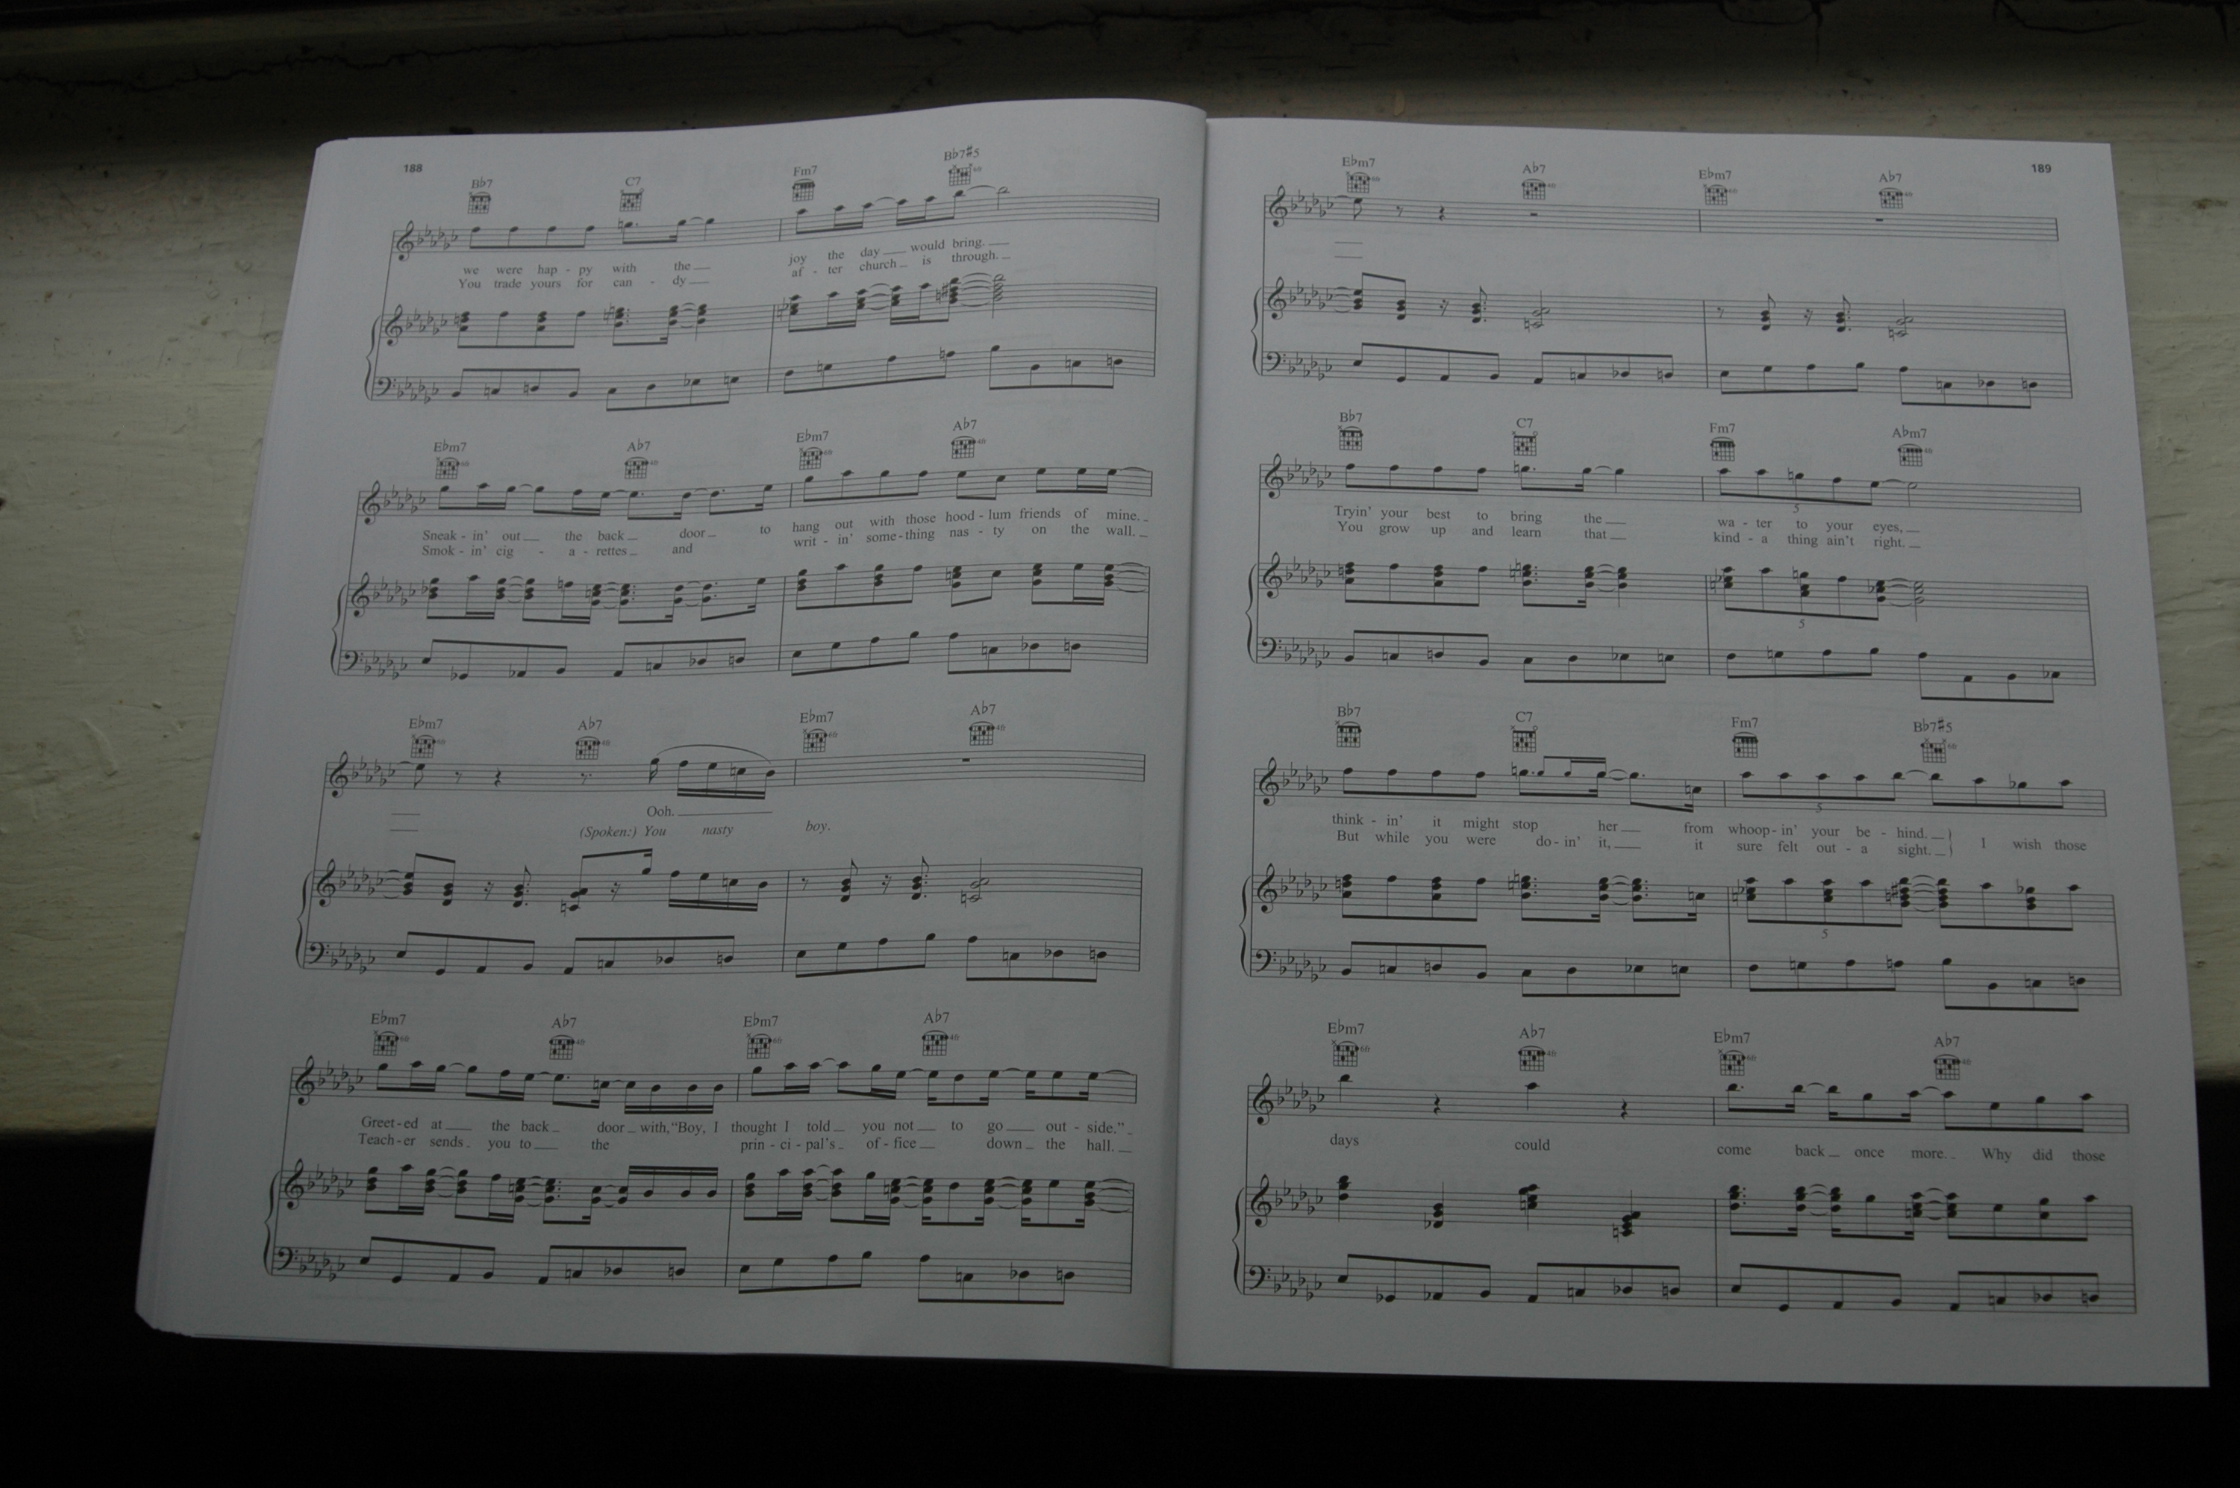 188
B♭7 C7 Fm7 B♭7♯5
we were hap - py with the joy the day would bring.
You trade yours for can - dy af - ter church is through.
E♭m7 A♭7 E♭m7 A♭7
Sneak - in' out the back door to hang out with those hood - lum friends of mine.
Smok - in' cig - a - rettes and writ - in' some - thing nas - ty on the wall.
E♭m7 A♭7 E♭m7 A♭7
Ooh.
(Spoken:) You nasty boy.
E♭m7 A♭7 E♭m7 A♭7
Greet - ed at the back door with, "Boy, I thought I told you not to go out - side."
Teach - er sends you to the prin - ci - pal's of - fice down the hall.
189
E♭m7 A♭7 E♭m7 A♭7
B♭7 C7 Fm7 A♭m7
Tryin' your best to bring the wa - ter to your eyes,
You grow up and learn that kind - a thing ain't right.
B♭7 C7 Fm7 B♭7♯5
think - in' it might stop her from whoop - in' your be - hind. I wish those
But while you were do - in' it, it sure felt out - a sight.
E♭m7 A♭7 E♭m7 A♭7
days could come back once more. Why did those